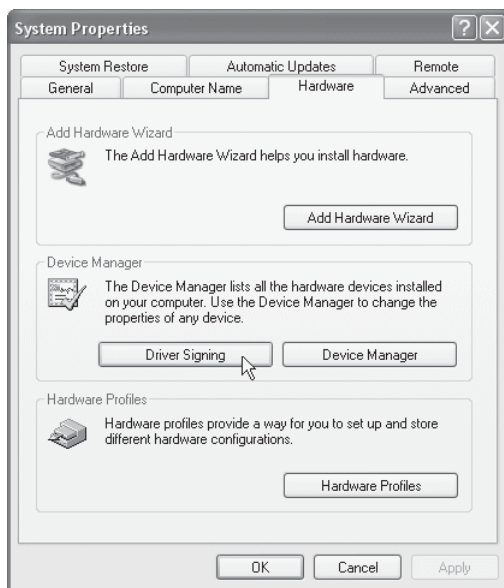 System Properties
System Restore Automatic Updates Remote
General Computer Name Hardware Advanced
Add Hardware Wizard
The Add Hardware Wizard helps you install hardware.
Add Hardware Wizard
Device Manager
The Device Manager lists all the hardware devices installed
on your computer. Use the Device Manager to change the
properties of any device.
Driver Signing Device Manager
Hardware Profiles
Hardware profiles provide a way for you to set up and store
different hardware configurations.
Hardware Profiles
OK Cancel Apply